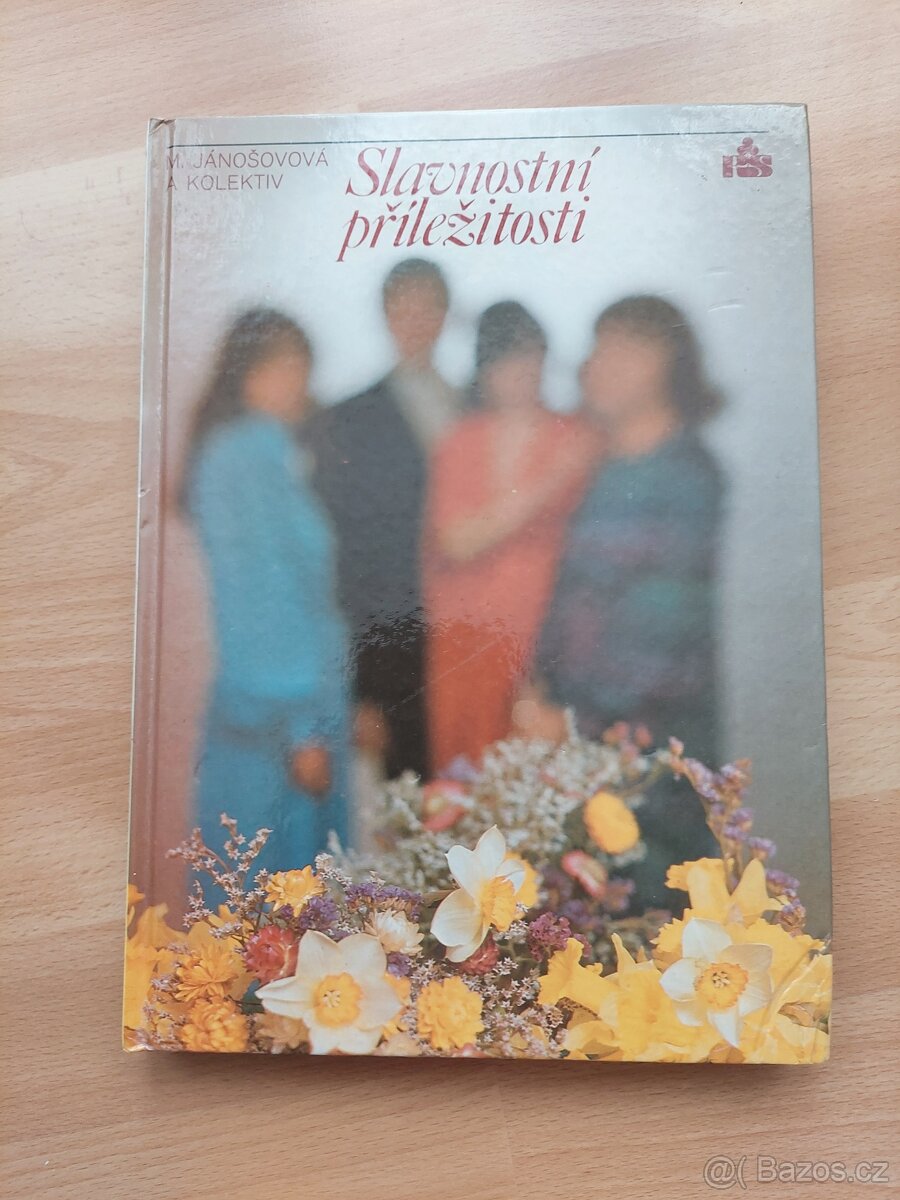 M. JÁNOŠOVOVÁ
A KOLEKTIV
Slavnostní
příležitosti
@( Bazos.cz